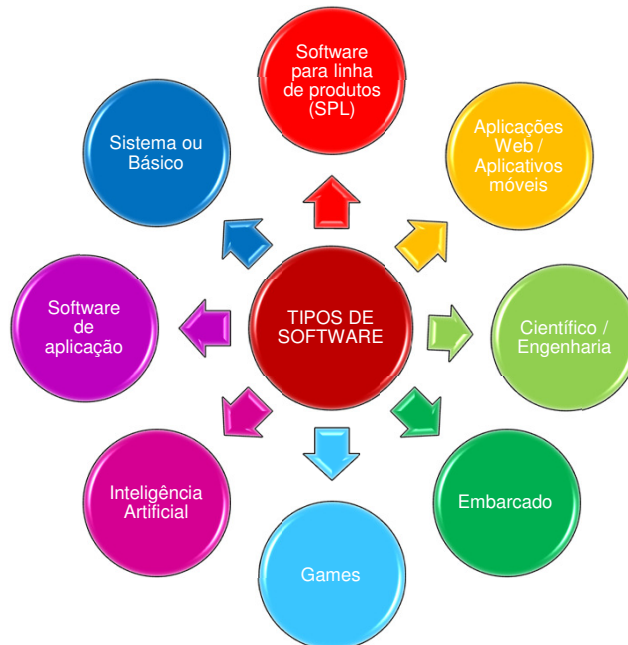 Software
para linha
de produtos
(SPL)
Aplicações
Web /
Aplicativos
móveis
Científico /
Engenharia
Embarcado
Games
Inteligência
Artificial
Software
de
aplicação
Sistema ou
Básico
TIPOS DE
SOFTWARE